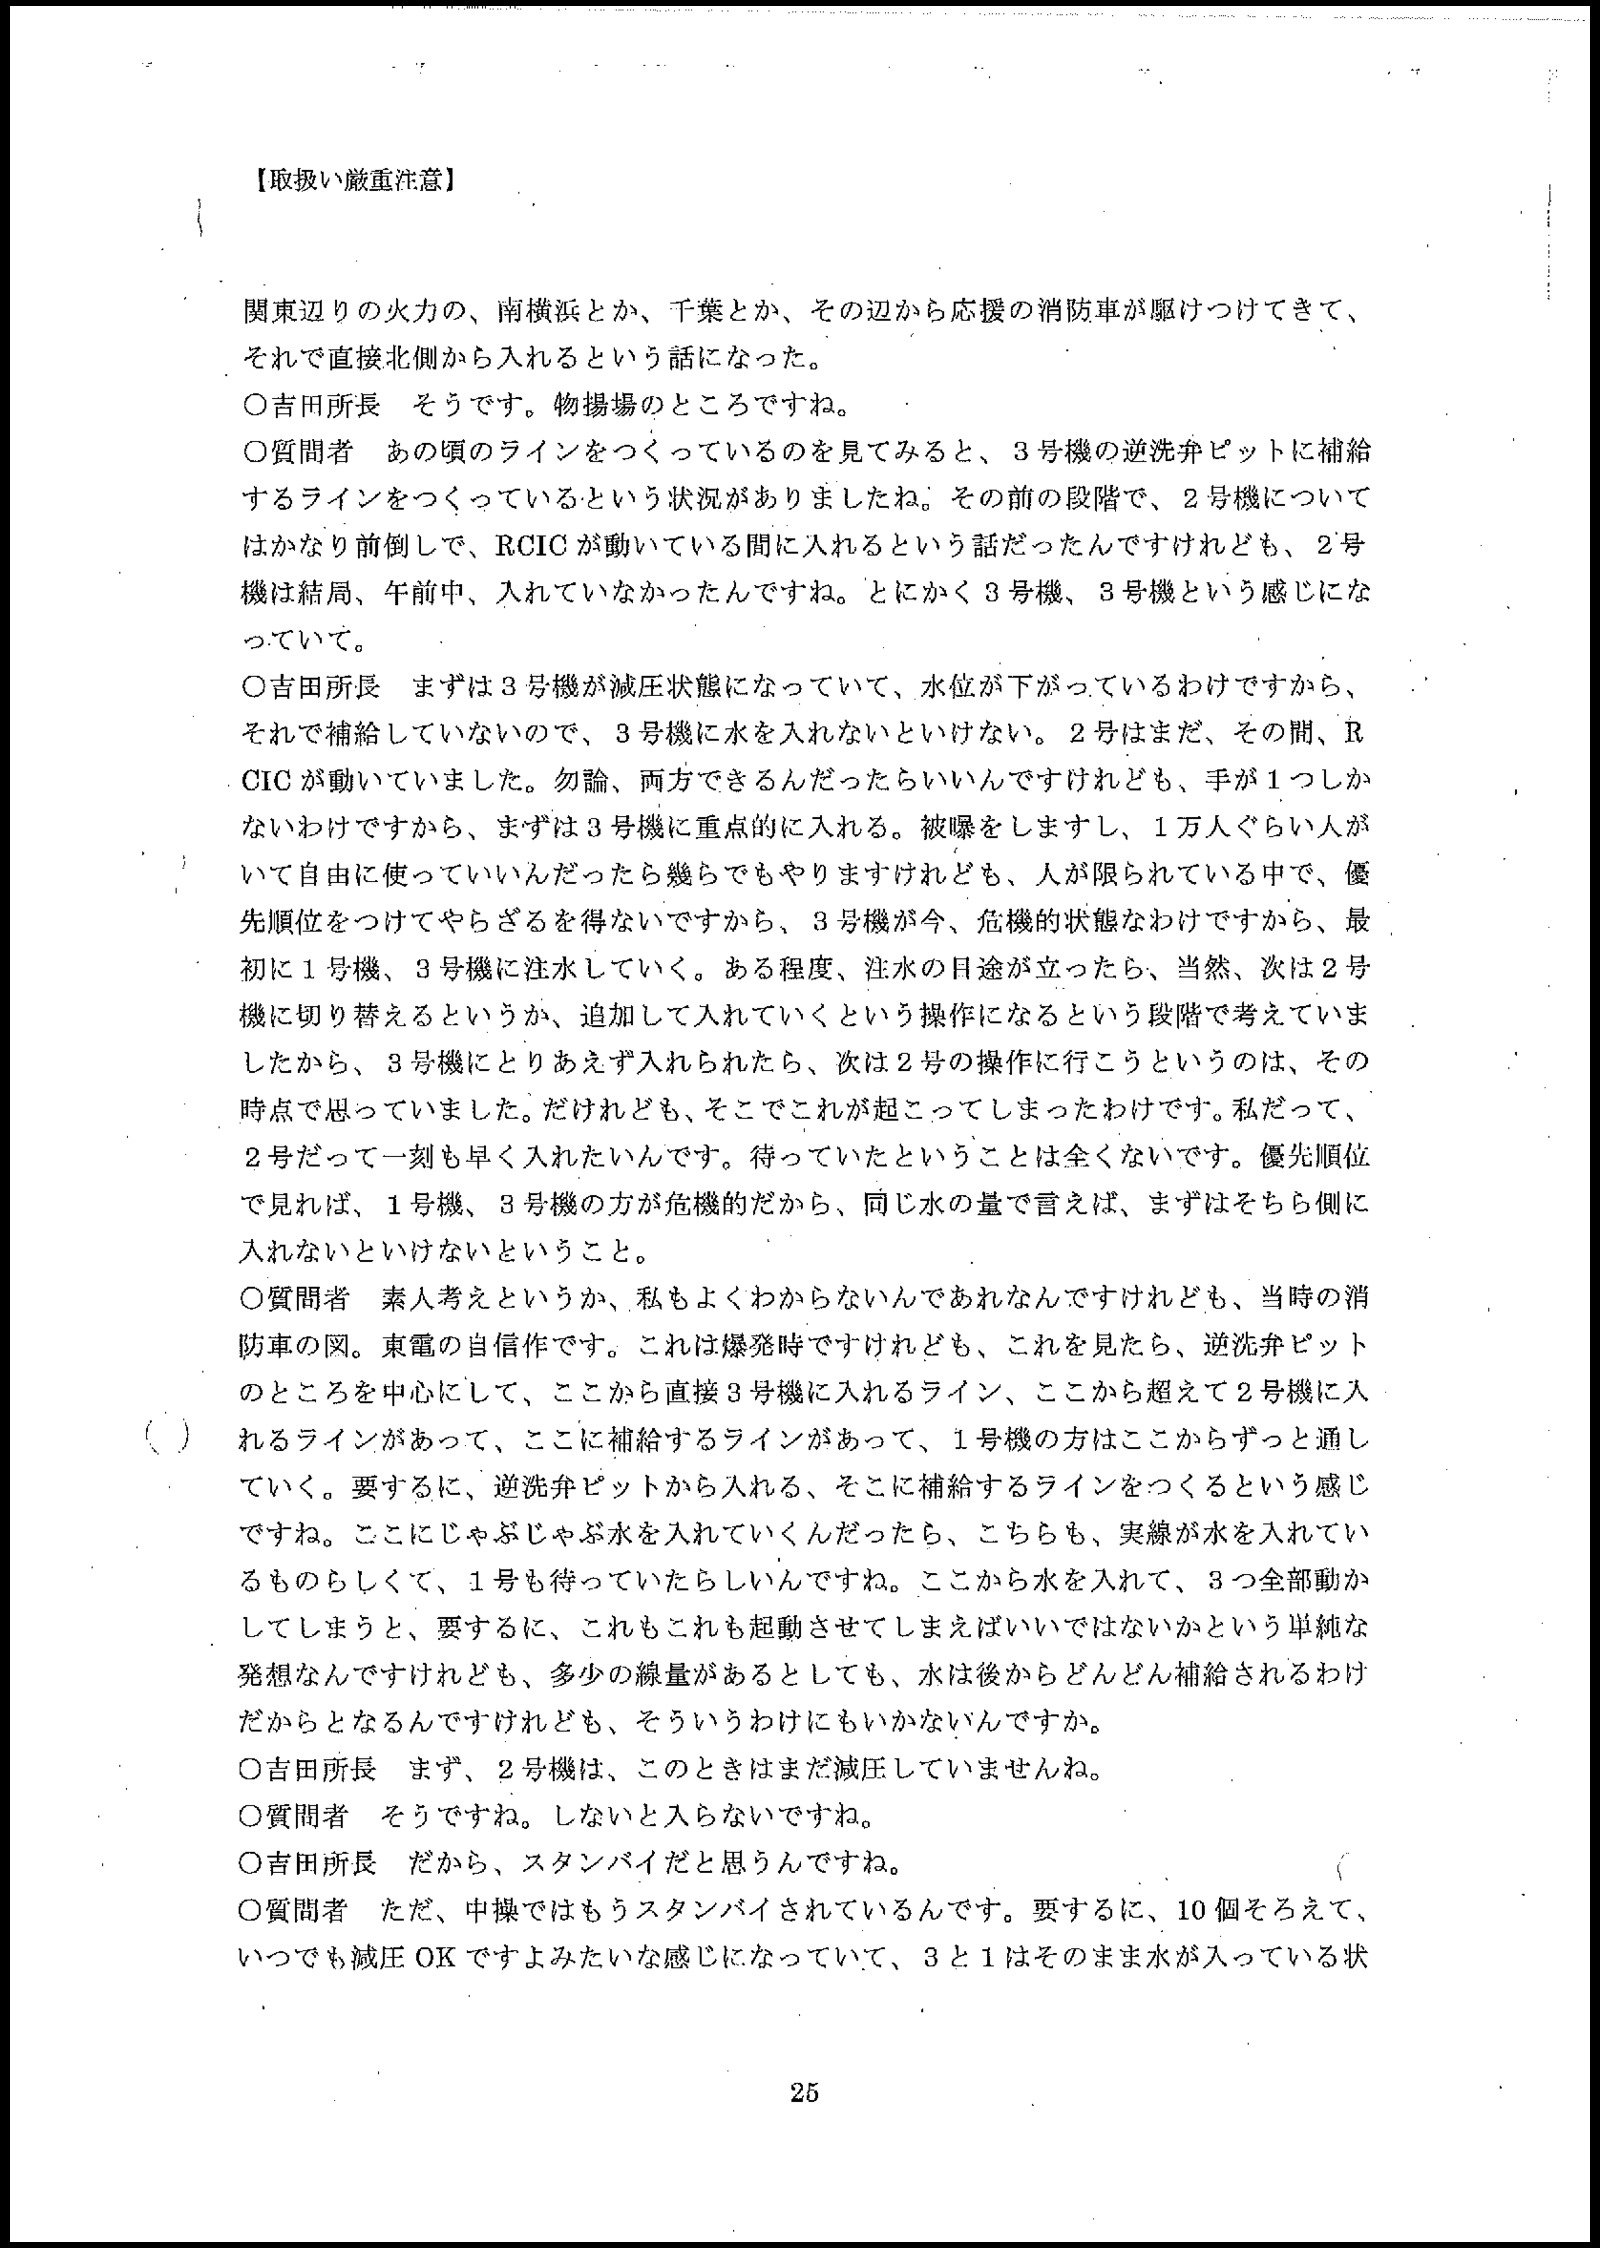 【取扱い厳重注意】
関東辺りの火力の、南横浜とか、千葉とか、その辺から応援の消防車が駆けつけてきて、
それで直接北側から入れるという話になった。
〇吉田所長　そうです。物揚場のところですね。
〇質問者　あの頃のラインをつくっているのを見てみると、３号機の逆洗弁ピットに補給
するラインをつくっているという状況がありましたね。その前の段階で、２号機について
はかなり前倒しで、RCIC が動いている間に入れるという話だったんですけれども、２号
機は結局、午前中、入れていなかったんですね。とにかく３号機、３号機という感じにな
っていて。
〇吉田所長　まずは３号機が減圧状態になっていて、水位が下がっているわけですから、
それで補給していないので、３号機に水を入れないといけない。２号はまだ、その間、R
CIC が動いていました。勿論、両方できるんだったらいいんですけれども、手が１つしか
ないわけですから、まずは３号機に重点的に入れる。被曝をしますし、１万人ぐらい人が
いて自由に使っていいんだったら幾らでもやりますけれども、人が限られている中で、優
先順位をつけてやらざるを得ないですから、３号機が今、危機的状態なわけですから、最
初に１号機、３号機に注水していく。ある程度、注水の目途が立ったら、当然、次は２号
機に切り替えるというか、追加して入れていくという操作になるという段階で考えていま
したから、３号機にとりあえず入れられたら、次は２号の操作に行こうというのは、その
時点で思っていました。だけれども、そこでこれが起こってしまったわけです。私だって、
２号だって一刻も早く入れたいんです。待っていたということは全くないです。優先順位
で見れば、１号機、３号機の方が危機的だから、同じ水の量で言えば、まずはそちら側に
入れないといけないということ。
〇質問者　素人考えというか、私もよくわからないんであれなんですけれども、当時の消
防車の図。東電の自信作です。これは爆発時ですけれども、これを見たら、逆洗弁ピット
のところを中心にして、ここから直接３号機に入れるライン、ここから超えて２号機に入
れるラインがあって、ここに補給するラインがあって、１号機の方はここからずっと通し
ていく。要するに、逆洗弁ピットから入れる、そこに補給するラインをつくるという感じ
ですね。ここにじゃぶじゃぶ水を入れていくんだったら、こちらも、実線が水を入れてい
るものらしくて、１号も待っていたらしいんですね。ここから水を入れて、３つ全部動か
してしまうと、要するに、これもこれも起動させてしまえばいいではないかという単純な
発想なんですけれども、多少の線量があるとしても、水は後からどんどん補給されるわけ
だからとなるんですけれども、そういうわけにもいかないんですか。
〇吉田所長　まず、２号機は、このときはまだ減圧していませんね。
〇質問者　そうですね。しないと入らないですね。
〇吉田所長　だから、スタンバイだと思うんですね。
〇質問者　ただ、中操ではもうスタンバイされているんです。要するに、10 個そろえて、
いつでも減圧 OK ですよみたいな感じになっていて、３と１はそのまま水が入っている状
25